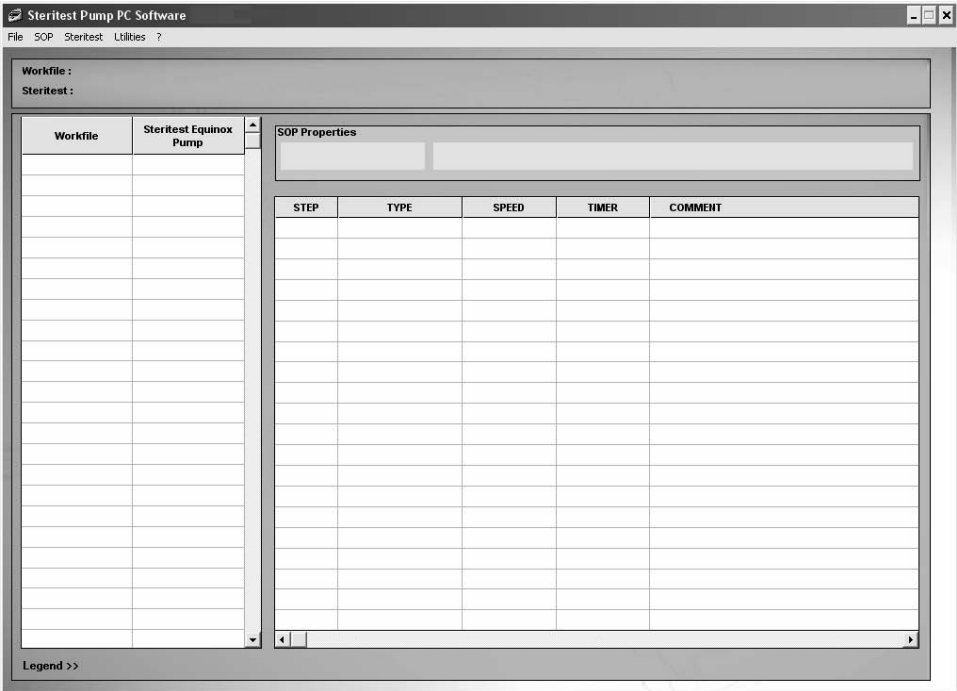 Steritest Pump PC Software
File SOP Steritest Ltilities ?
Workfile :
Steritest :
Workfile
Steritest Equinox
Pump
SOP Properties
STEP TYPE SPEED TIMER COMMENT
Legend >>